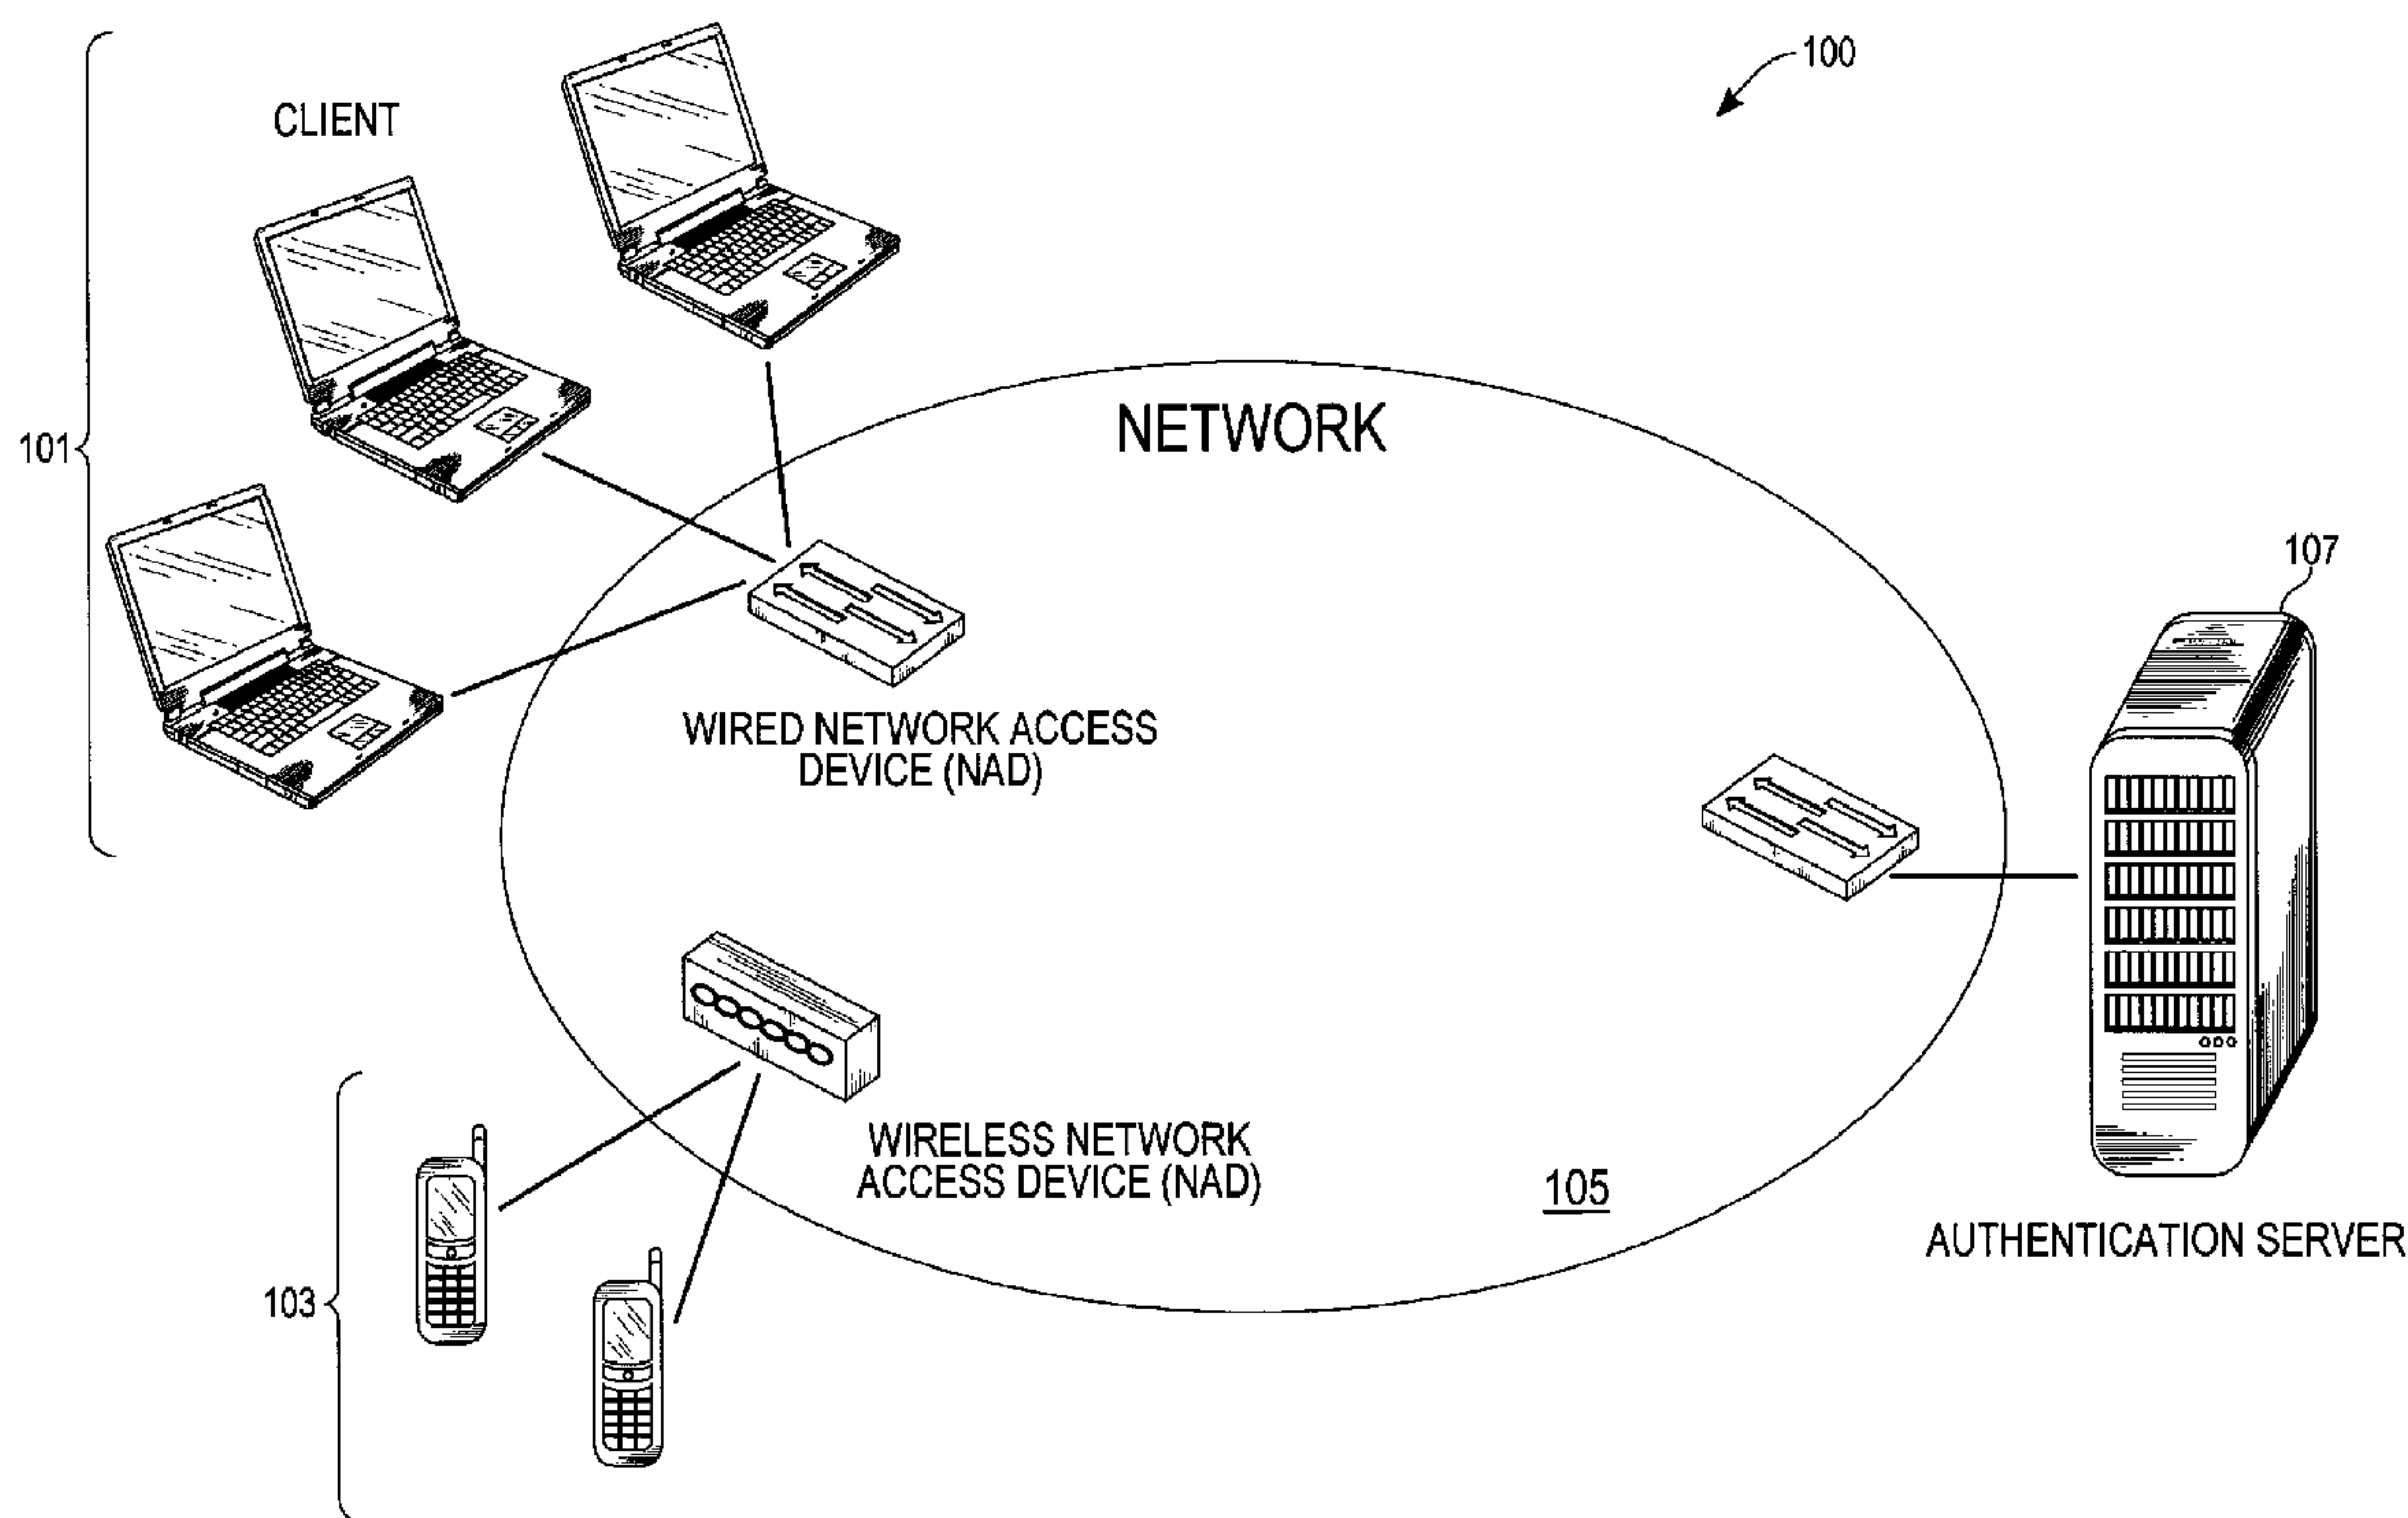 100
CLIENT
NETWORK
101
107
WIRED NETWORK ACCESS
DEVICE (NAD)
WIRELESS NETWORK
ACCESS DEVICE (NAD)
105
AUTHENTICATION SERVER
103